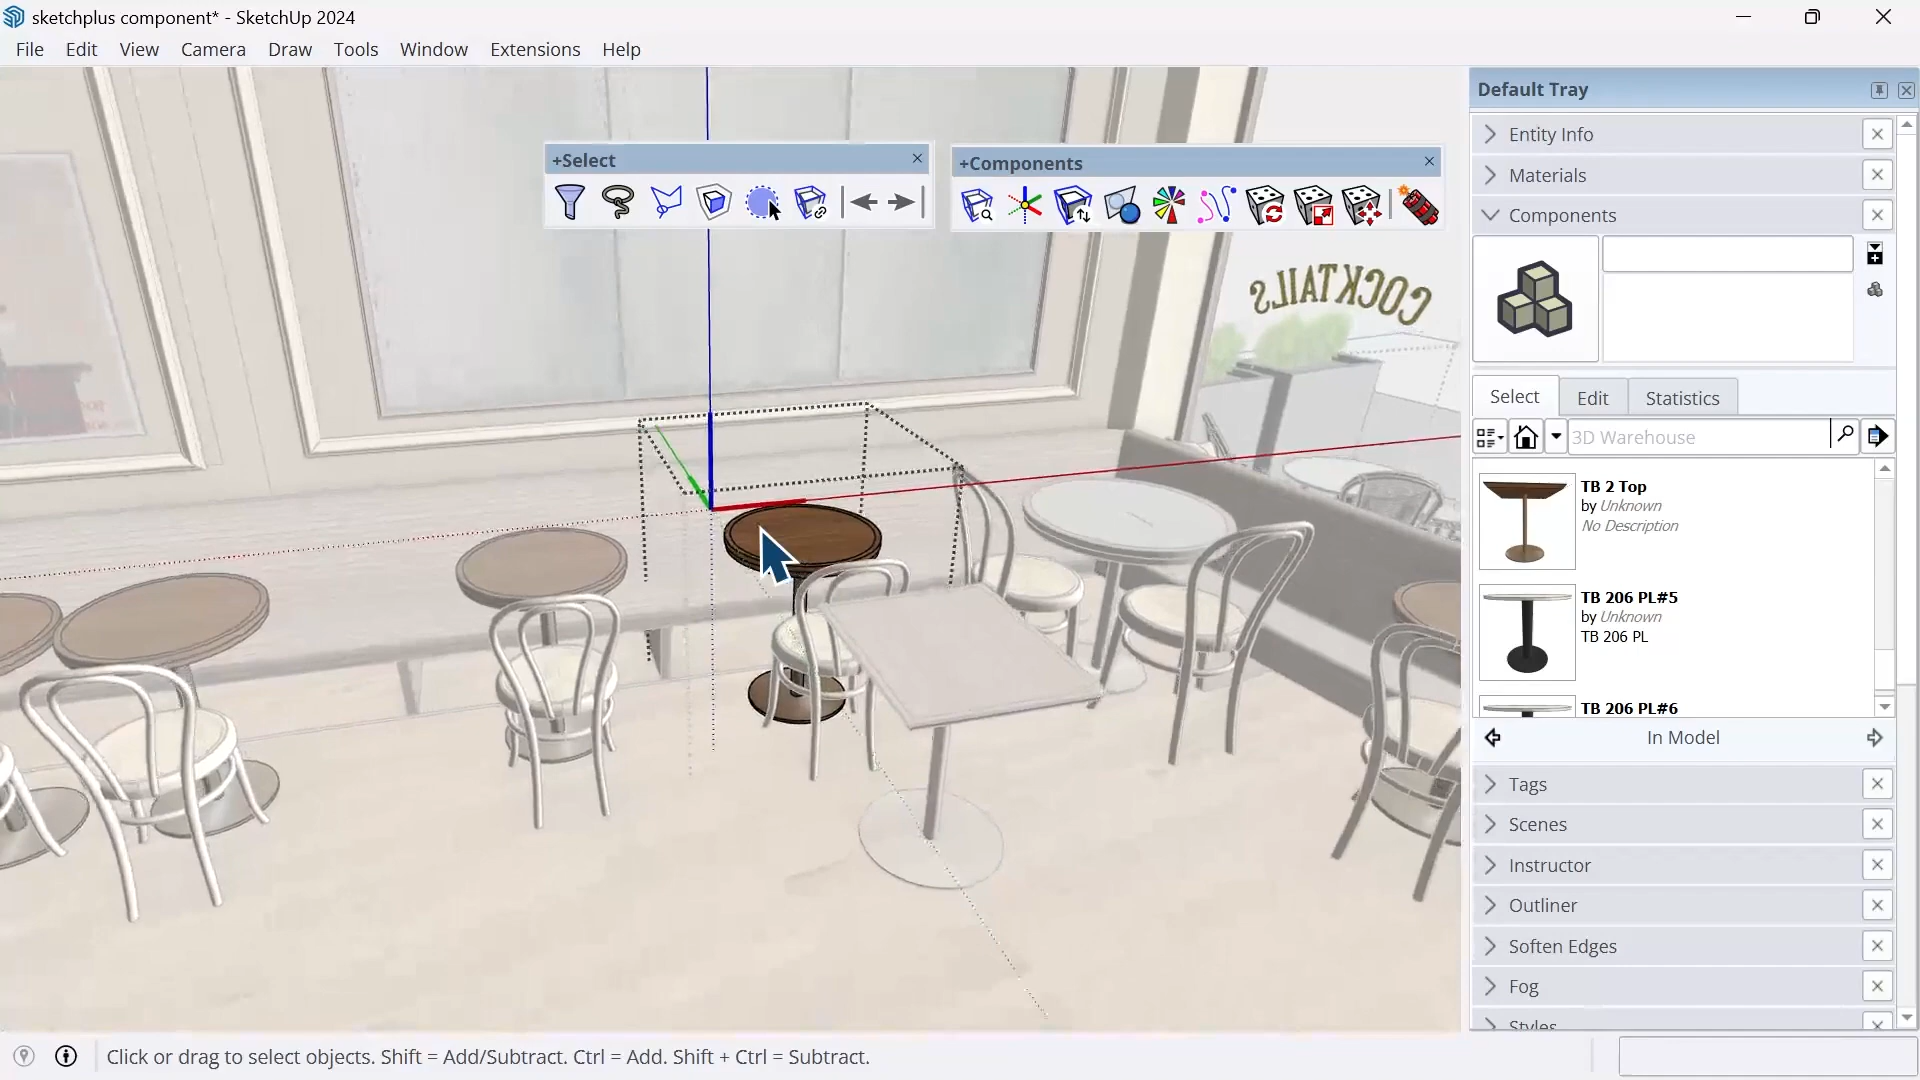 sketchplus component* - SketchUp 2024
File Edit View Camera Draw Tools Window Extensions Help
Default Tray
+Select
+Components
Entity Info
Materials
Components
COCKTAILS
Select Edit Statistics
3D Warehouse
TB 2 Top
by Unknown
No Description
TB 206 PL#5
by Unknown
TB 206 PL
TB 206 PL#6
In Model
Tags
Scenes
Instructor
Outliner
Soften Edges
Fog
Styles
Click or drag to select objects. Shift = Add/Subtract. Ctrl = Add. Shift + Ctrl = Subtract.